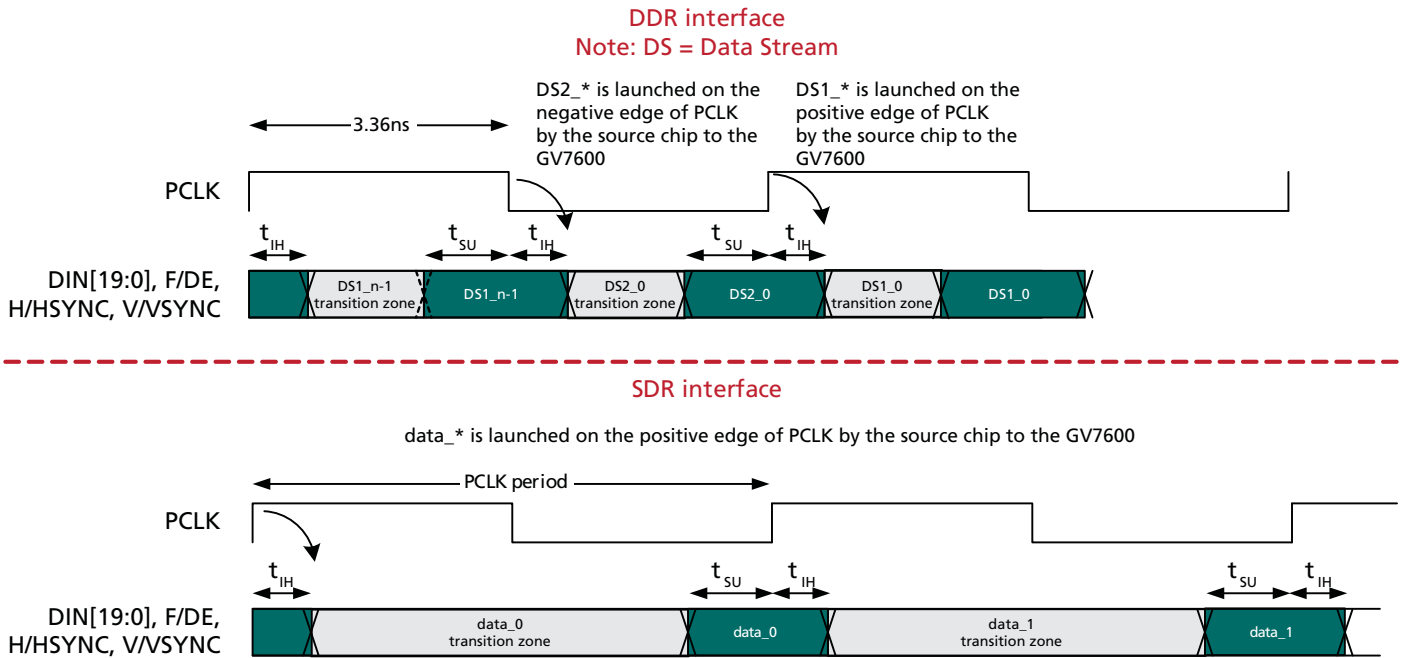 DDR interface
Note: DS = Data Stream
DS2_* is launched on the
negative edge of PCLK
by the source chip to the
GV7600
DS1_* is launched on the
positive edge of PCLK
by the source chip to the
GV7600
3.36ns
PCLK
tIH
tSU
tIH
tSU
tIH
DIN[19:0], F/DE,
H/HSYNC, V/VSYNC
DS1_n-1
transition zone
DS1_n-1
DS2_0
transition zone
DS2_0
DS1_0
transition zone
DS1_0
SDR interface
data_* is launched on the positive edge of PCLK by the source chip to the GV7600
PCLK period
PCLK
tIH
tSU
tIH
tSU
tIH
DIN[19:0], F/DE,
H/HSYNC, V/VSYNC
data_0
transition zone
data_0
data_1
transition zone
data_1